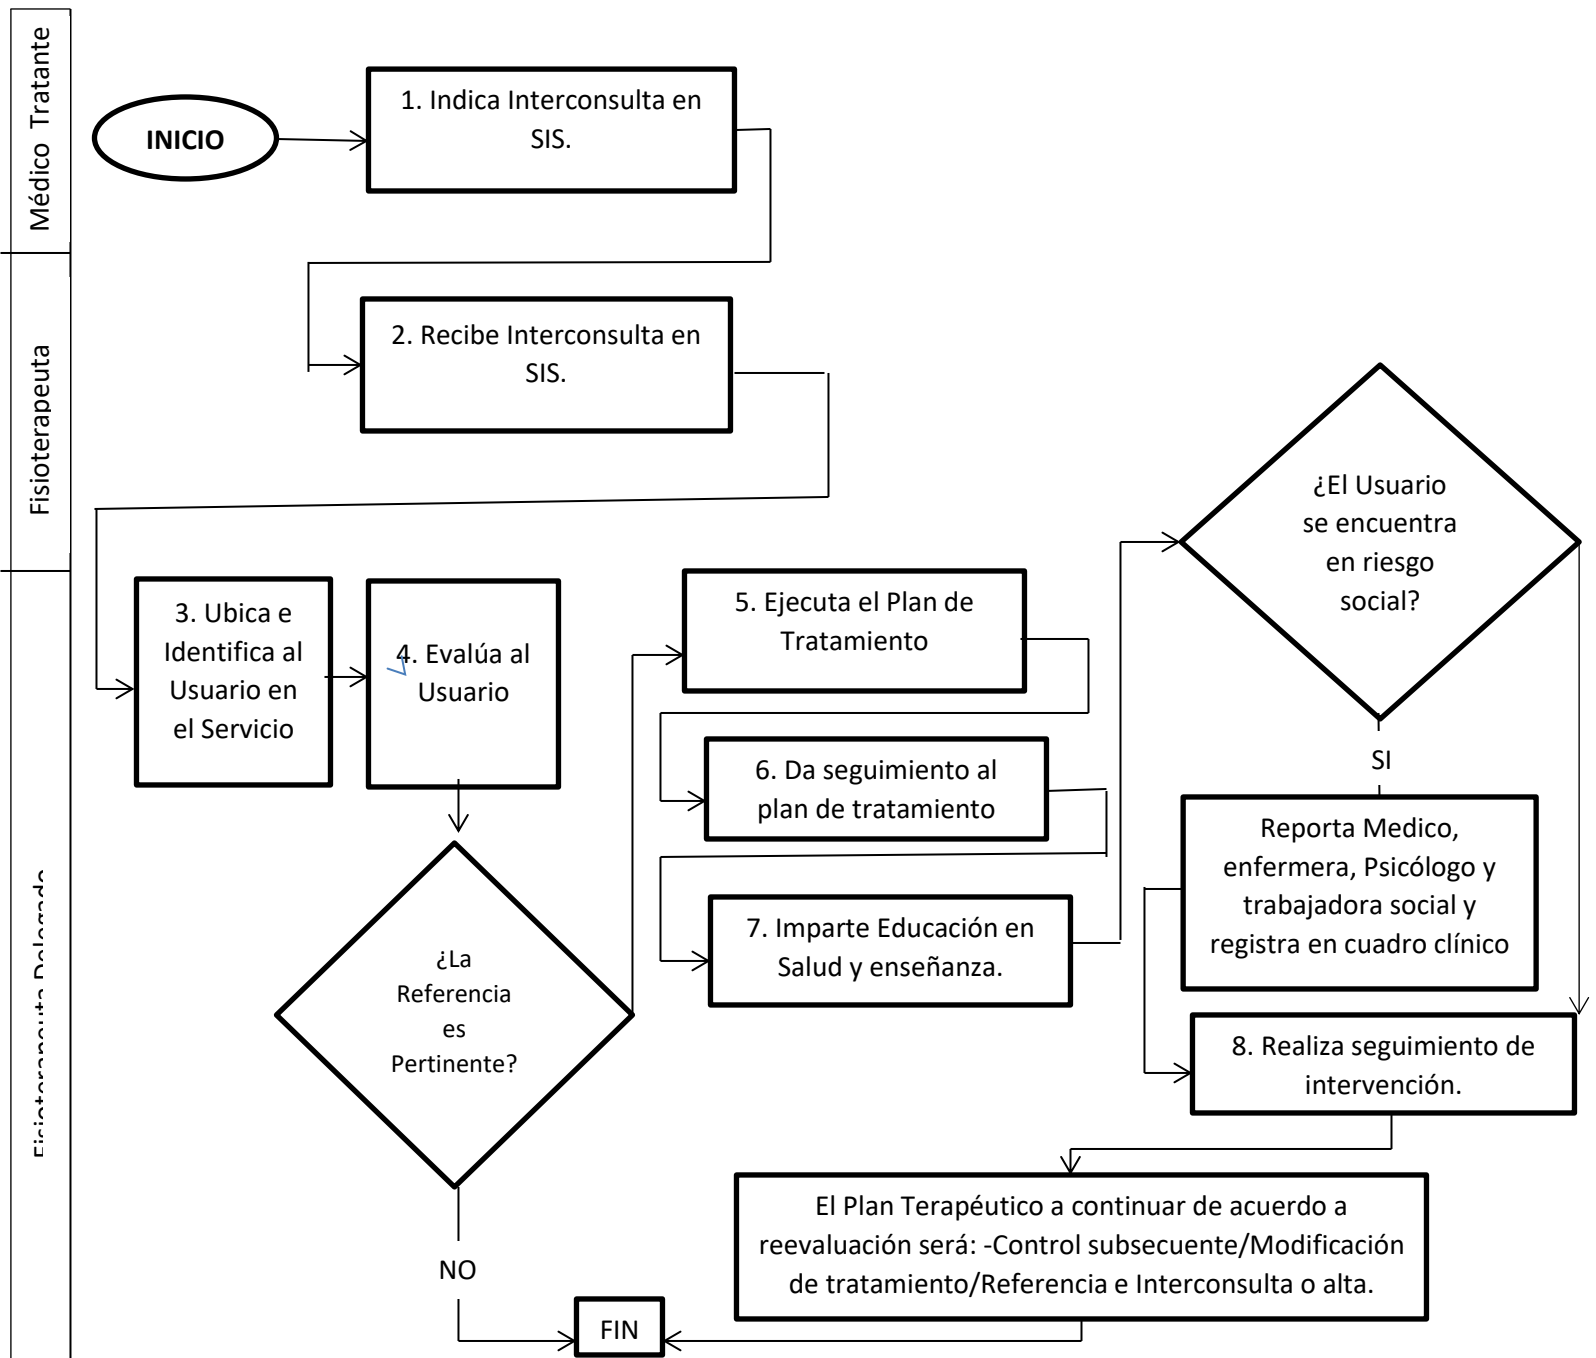 Médico Tratante
INICIO
1. Indica Interconsulta en
SIS.
Fisioterapeuta
2. Recibe Interconsulta en
SIS.
Fisioterapeuta Delegado
3. Ubica e
Identifica al
Usuario en
el Servicio
4. Evalúa al
Usuario
¿La
Referencia
es
Pertinente?
NO
5. Ejecuta el Plan de
Tratamiento
6. Da seguimiento al
plan de tratamiento
7. Imparte Educación en
Salud y enseñanza.
¿El Usuario
se encuentra
en riesgo
social?
SI
Reporta Medico,
enfermera, Psicólogo y
trabajadora social y
registra en cuadro clínico
8. Realiza seguimiento de
intervención.
El Plan Terapéutico a continuar de acuerdo a
reevaluación será: -Control subsecuente/Modificación
de tratamiento/Referencia e Interconsulta o alta.
FIN